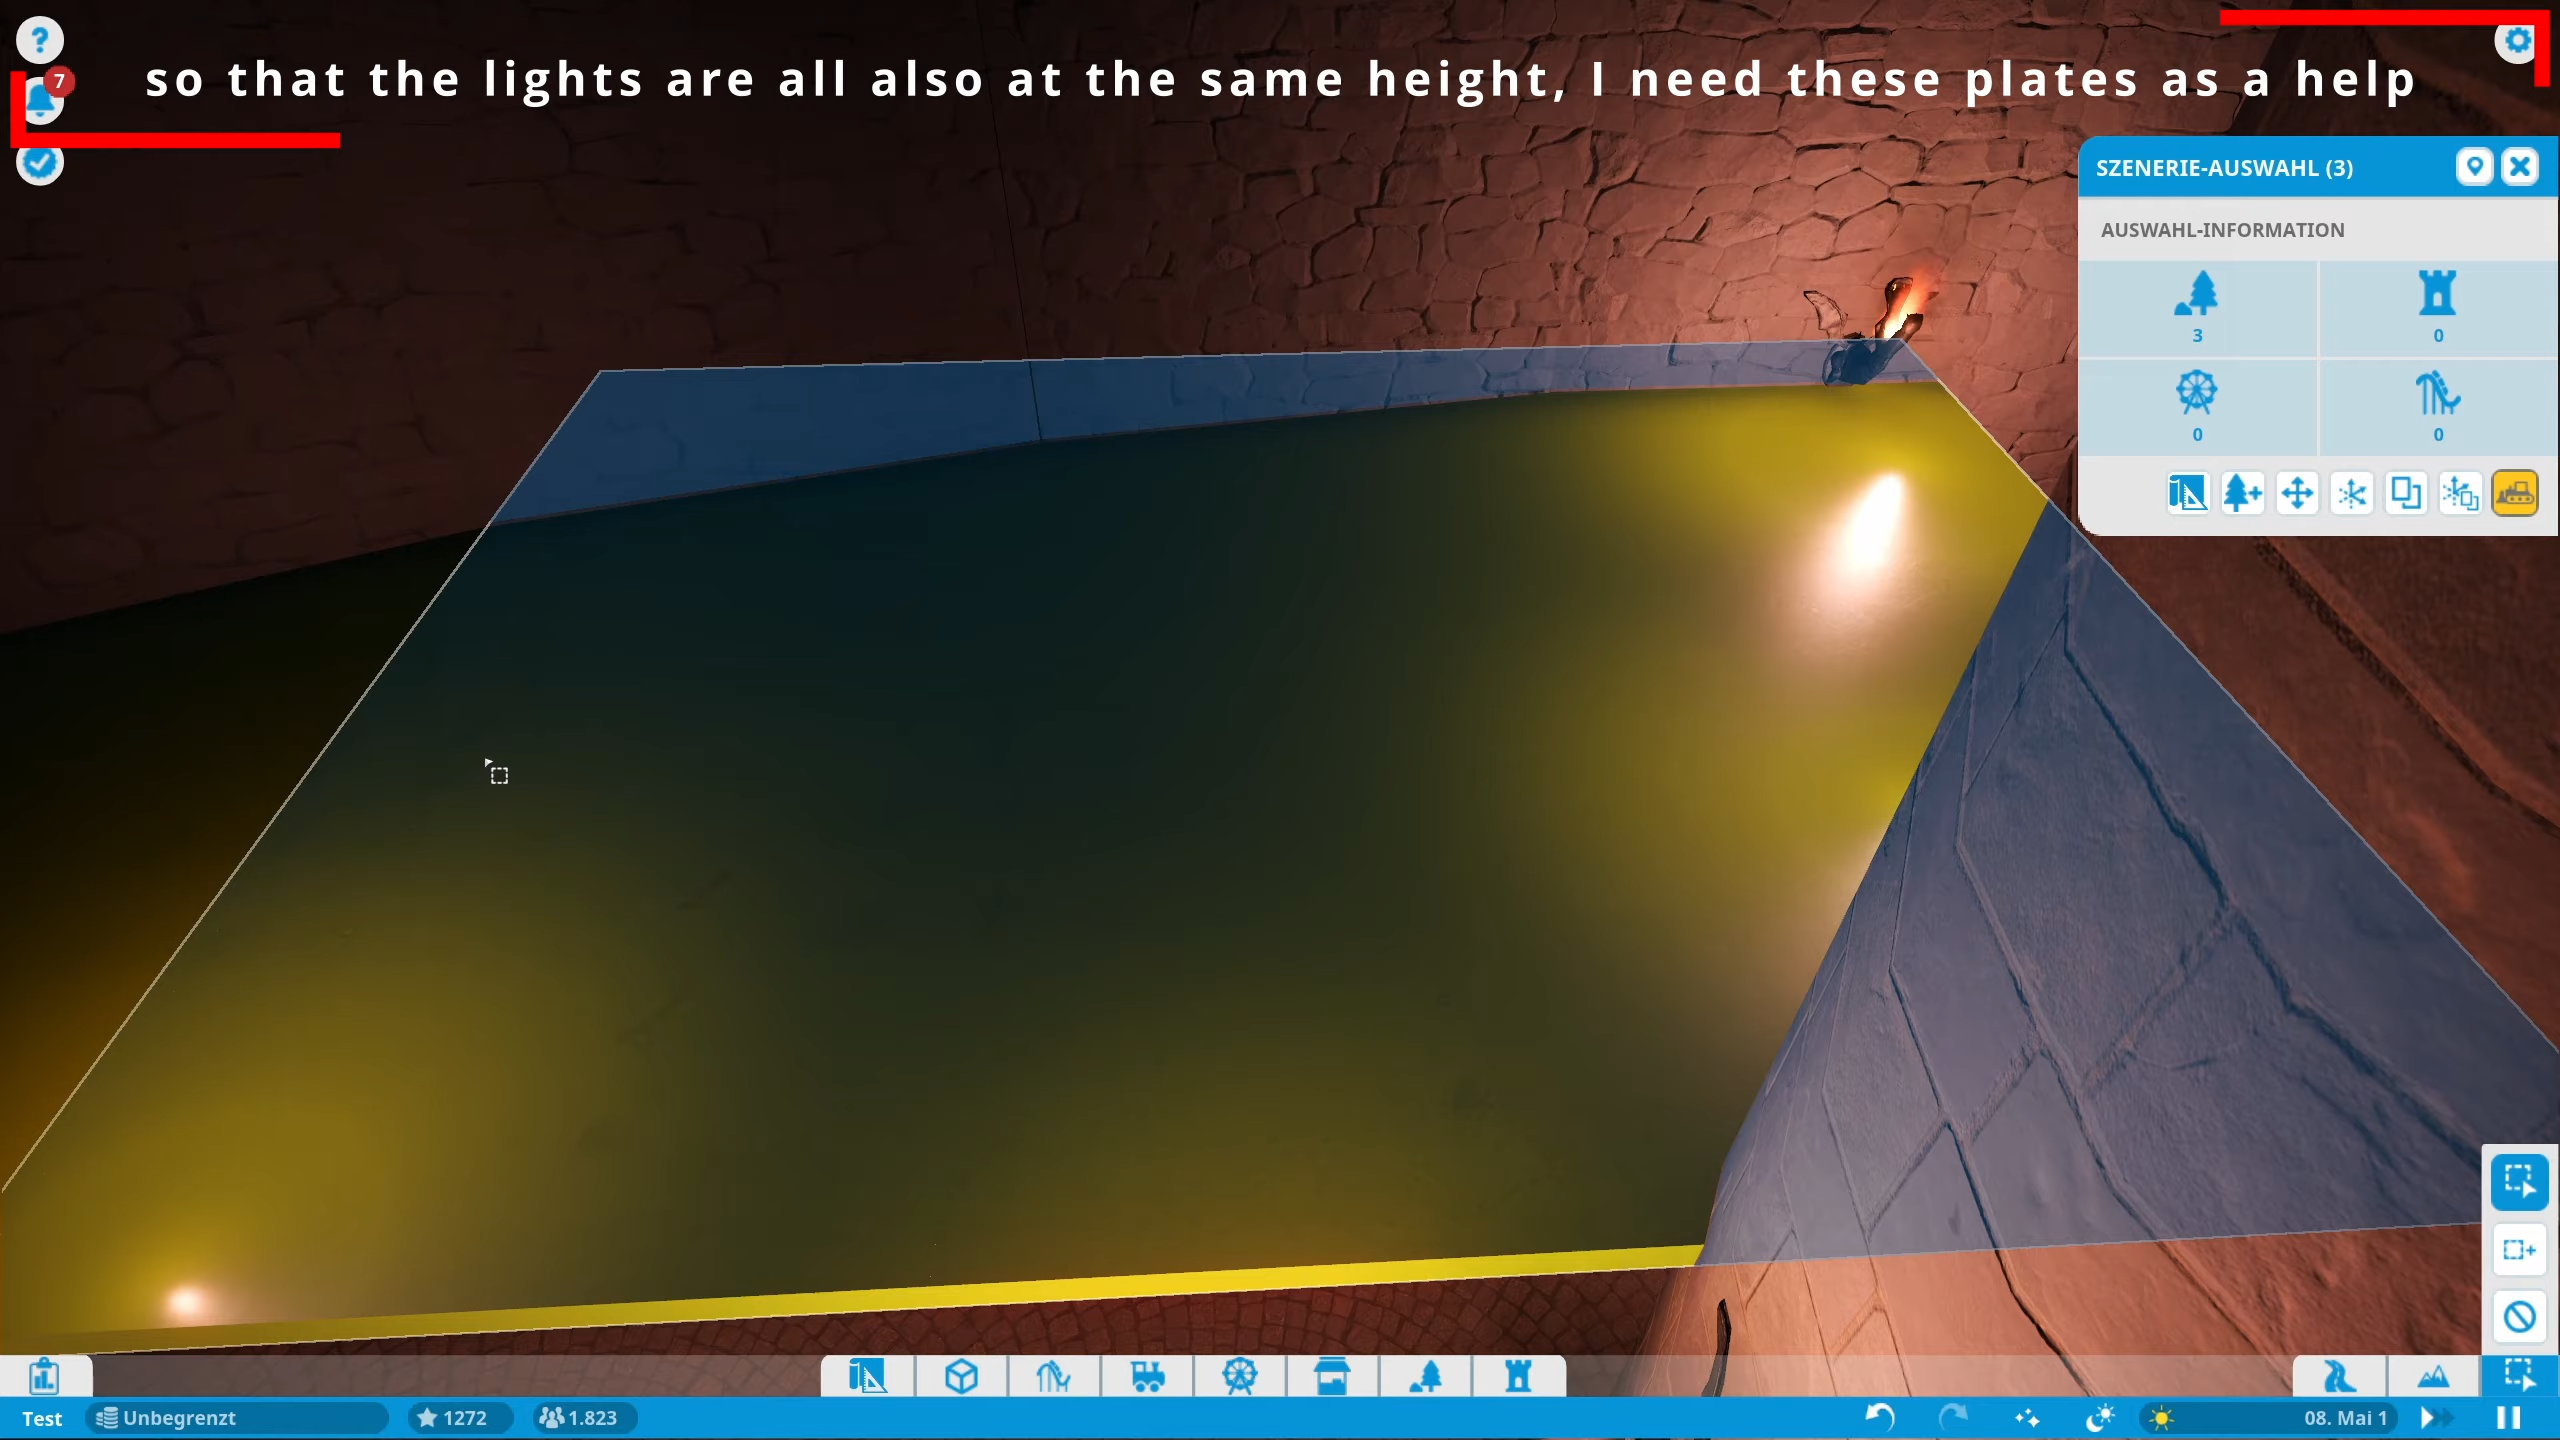 so that the lights are all also at the same height, I need these plates as a help
7
SZENERIE-AUSWAHL (3)
AUSWAHL-INFORMATION
3
0
0
0
Test
Unbegrenzt
1272
1.823
08. Mai 1